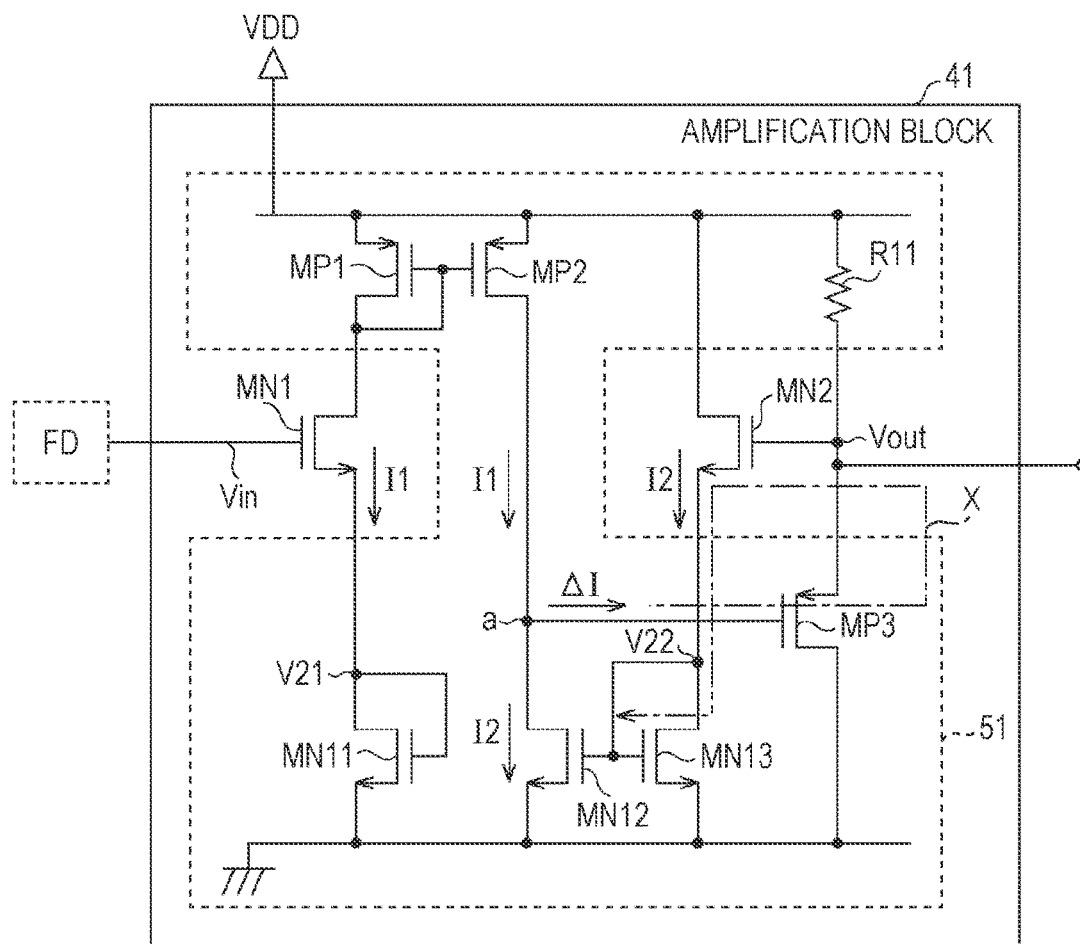 VDD
41
AMPLIFICATION BLOCK
MP1
MP2
R11
MN1
MN2
FD
Vin
I1
I1
I2
Vout
X
ΔI
a
MP3
V21
V22
I2
51
MN11
MN12
MN13